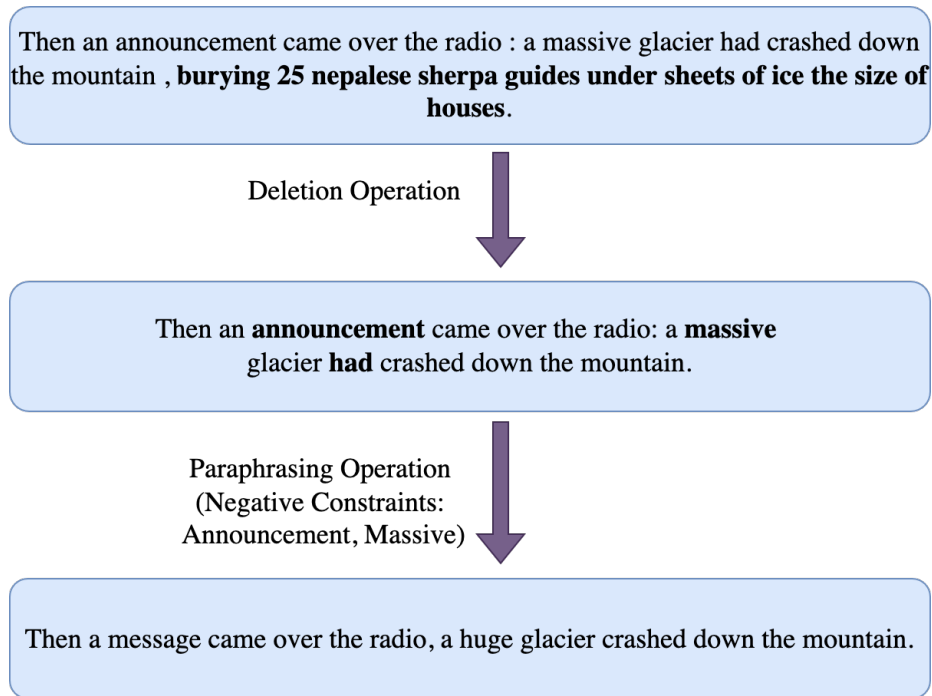 Then an announcement came over the radio : a massive glacier had crashed down
the mountain , burying 25 nepalese sherpa guides under sheets of ice the size of
houses.
Deletion Operation
Then an announcement came over the radio: a massive
glacier had crashed down the mountain.
Paraphrasing Operation
(Negative Constraints:
Announcement, Massive)
Then a message came over the radio, a huge glacier crashed down the mountain.